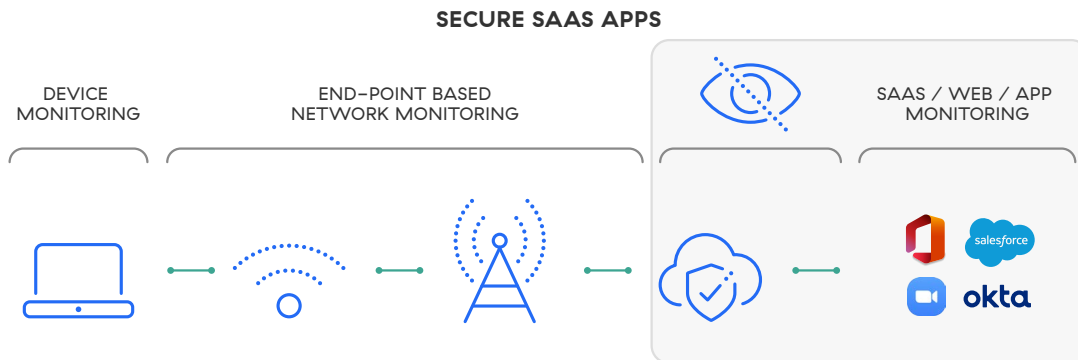 SECURE SAAS APPS
DEVICE
MONITORING
END-POINT BASED
NETWORK MONITORING
SAAS / WEB / APP
MONITORING
salesforce
okta